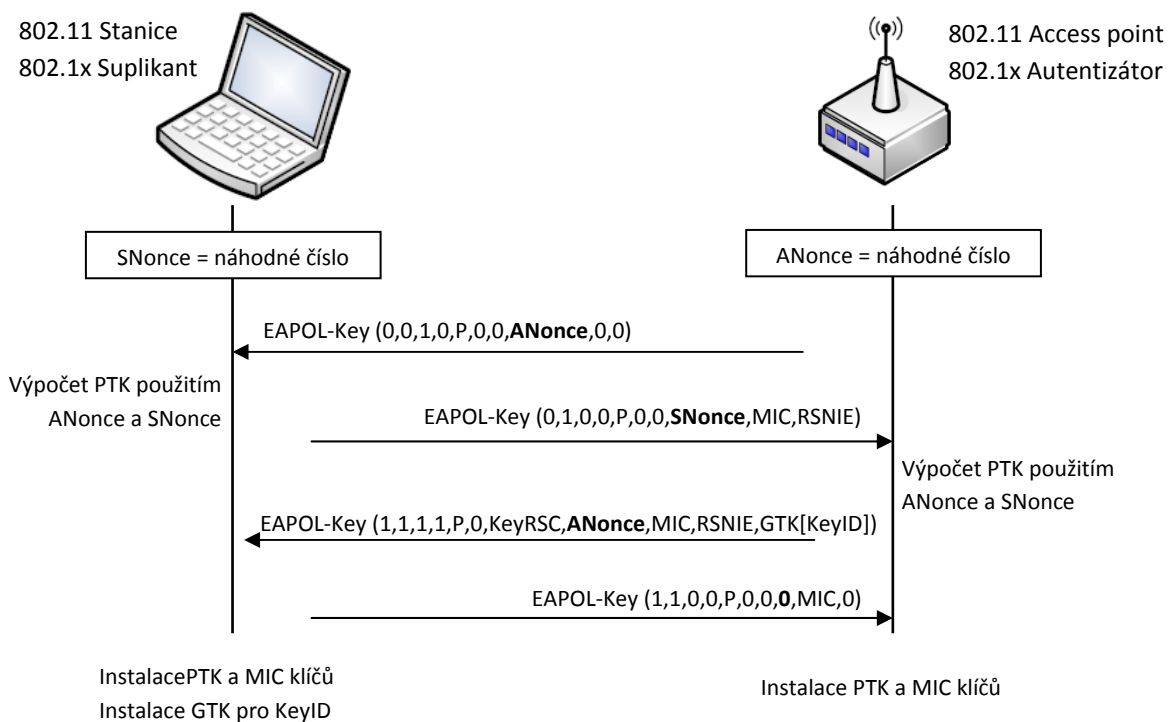 802.11 Stanice
802.1x Suplikant
802.11 Access point
802.1x Autentizátor
SNonce = náhodné číslo
ANonce = náhodné číslo
EAPOL-Key (0,0,1,0,P,0,0,ANonce,0,0)
Výpočet PTK použitím
ANonce a SNonce
EAPOL-Key (0,1,0,0,P,0,0,SNonce,MIC,RSNIE)
Výpočet PTK použitím
ANonce a SNonce
EAPOL-Key (1,1,1,1,P,0,KeyRSC,ANonce,MIC,RSNIE,GTK[KeyID])
EAPOL-Key (1,1,0,0,P,0,0,0,MIC,0)
InstalacePTK a MIC klíčů
Instalace GTK pro KeyID
Instalace PTK a MIC klíčů